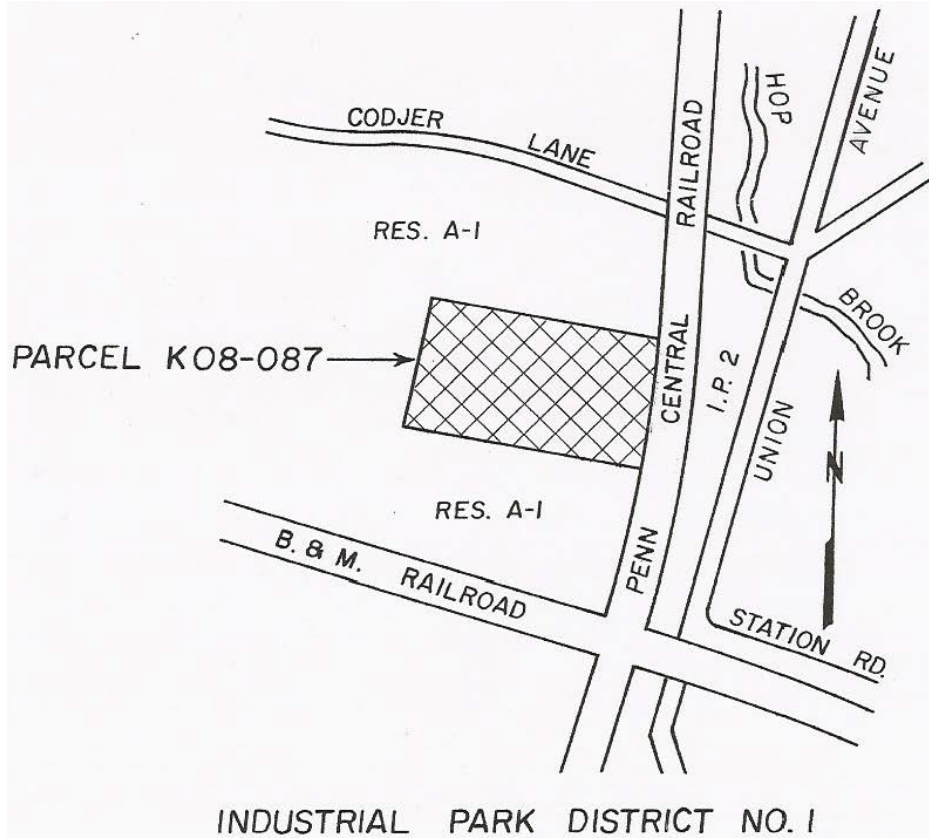 CODJER LANE
PENN CENTRAL RAILROAD
HOP BROOK
UNION AVENUE
RES. A-1
PARCEL K08-087
I.P. 2
N
RES. A-1
B. & M. RAILROAD
STATION RD.
INDUSTRIAL PARK DISTRICT NO. 1